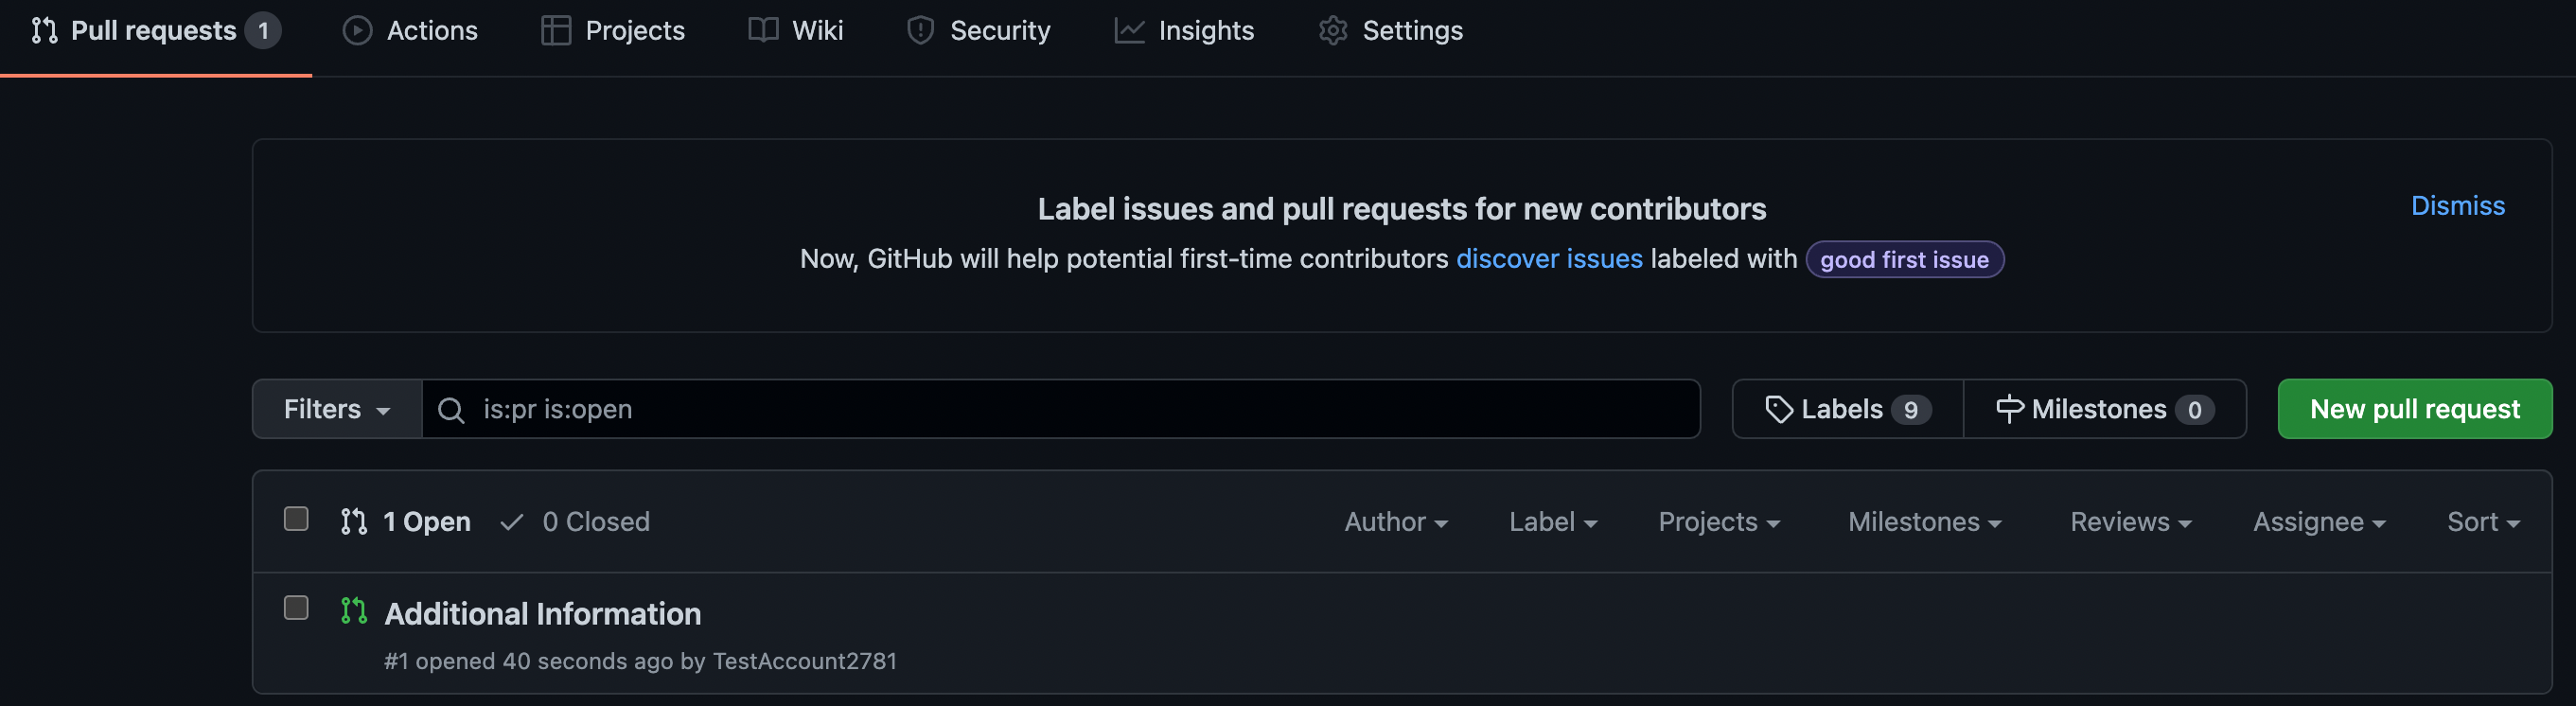 Pull requests 1 Actions Projects Wiki Security Insights Settings
Label issues and pull requests for new contributors
Dismiss
Now, GitHub will help potential first-time contributors discover issues labeled with good first issue
Filters is:pr is:open Labels 9 Milestones 0 New pull request
1 Open 0 Closed Author Label Projects Milestones Reviews Assignee Sort
Additional Information
#1 opened 40 seconds ago by TestAccount2781